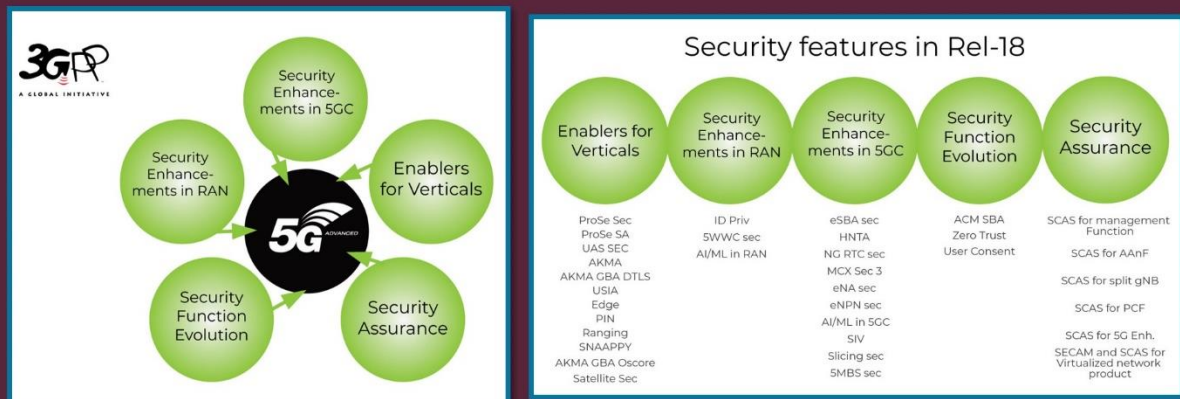 3GPP
A GLOBAL INITIATIVE
Security
Enhance-
ments in 5GC
Security
Enhance-
ments in RAN
Enablers
for Verticals
5G
ADVANCED
Security
Function
Evolution
Security
Assurance
Security features in Rel-18
Enablers for
Verticals
ProSe Sec
ProSe SA
UAS SEC
AKMA
AKMA GBA DTLS
USIA
Edge
PIN
Ranging
SNAAPPY
AKMA GBA Oscore
Satellite Sec
Security
Enhance-
ments in RAN
ID Priv
5WWC sec
AI/ML in RAN
Security
Enhance-
ments in 5GC
eSBA sec
HNTA
NG RTC sec
MCX Sec 3
eNA sec
eNPN sec
AI/ML in 5GC
SIV
Slicing sec
5MBS sec
Security
Function
Evolution
ACM SBA
Zero Trust
User Consent
Security
Assurance
SCAS for management
Function
SCAS for AAnF
SCAS for split gNB
SCAS for PCF
SCAS for 5G Enh.
SECAM and SCAS for
Virtualized network
product